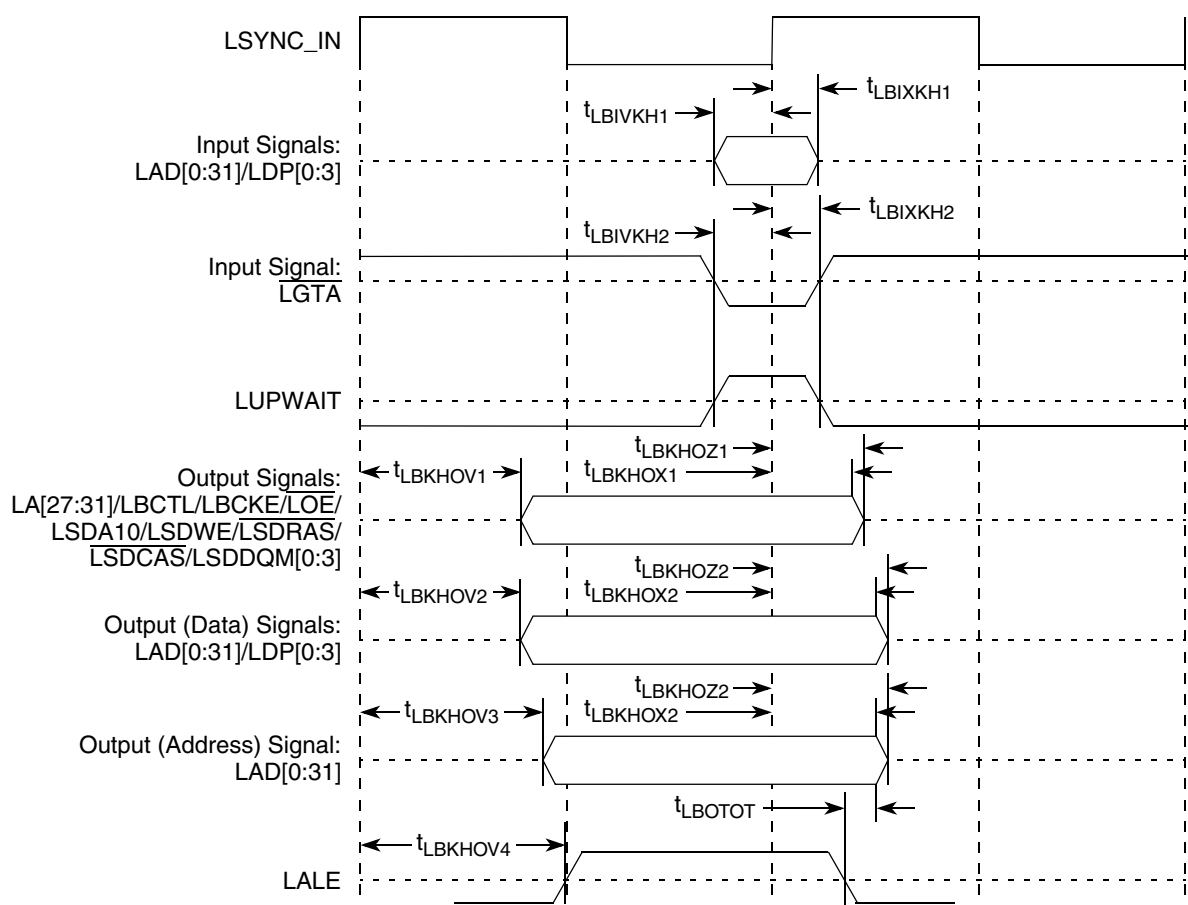 LSYNC_IN
tLBIXKH1
tLBIVKH1
Input Signals:
LAD[0:31]/LDP[0:3]
tLBIXKH2
tLBIVKH2
Input Signal:
LGTA
LUPWAIT
tLBKHOZ1
tLBKHOV1
tLBKHOX1
Output Signals:
LA[27:31]/LBCTL/LBCKE/LOE/
LSDA10/LSDWE/LSDRAS/
LSDCAS/LSDDQM[0:3]
tLBKHOZ2
tLBKHOV2
tLBKHOX2
Output (Data) Signals:
LAD[0:31]/LDP[0:3]
tLBKHOZ2
tLBKHOV3
tLBKHOX2
Output (Address) Signal:
LAD[0:31]
tLBOTOT
tLBKHOV4
LALE